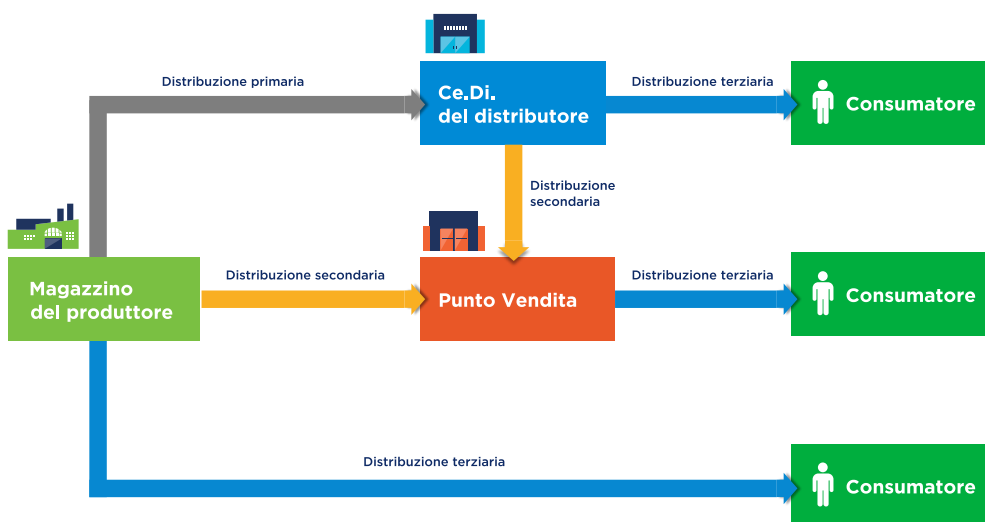 Distribuzione primaria
Ce.Di.
del distributore
Distribuzione terziaria
Consumatore
Distribuzione
secondaria
Magazzino
del produttore
Distribuzione secondaria
Punto Vendita
Distribuzione terziaria
Consumatore
Distribuzione terziaria
Consumatore